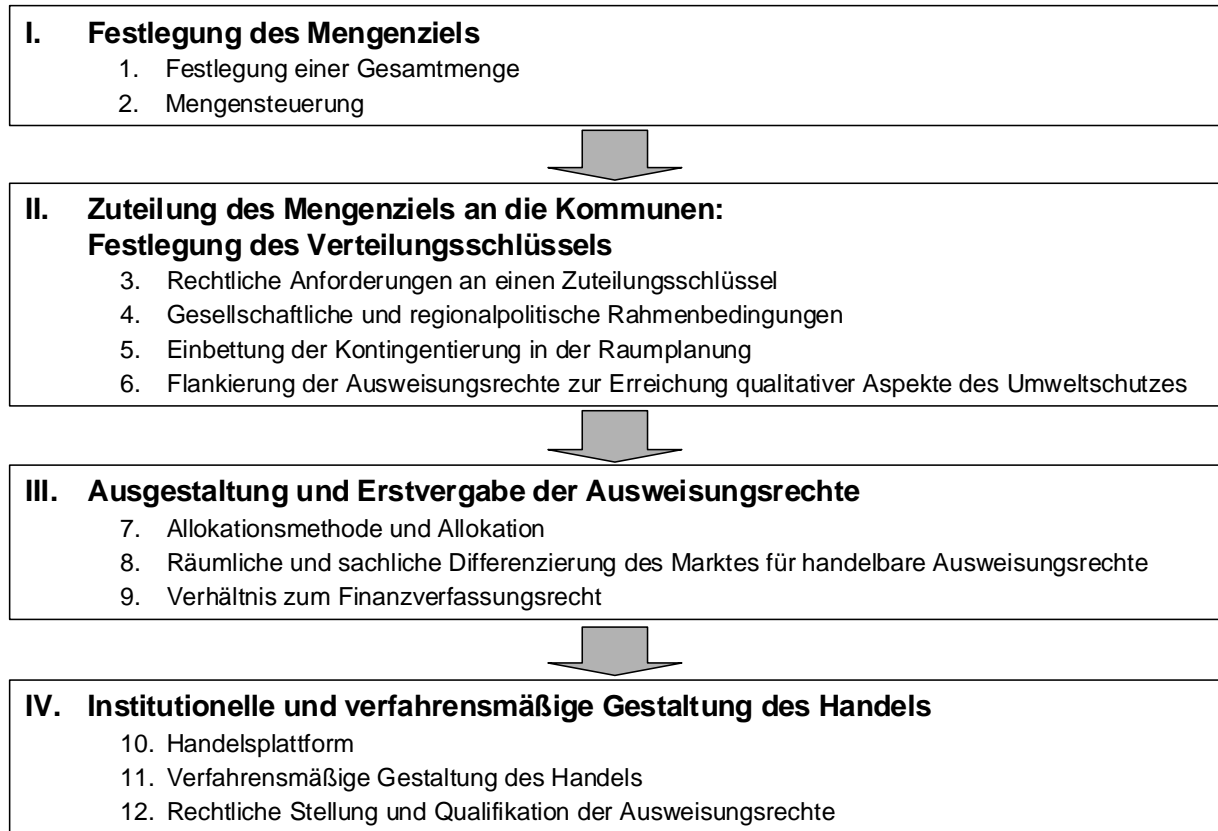 I. Festlegung des Mengenziels
1. Festlegung einer Gesamtmenge
2. Mengensteuerung
II. Zuteilung des Mengenziels an die Kommunen:
Festlegung des Verteilungsschlüssels
3. Rechtliche Anforderungen an einen Zuteilungsschlüssel
4. Gesellschaftliche und regionalpolitische Rahmenbedingungen
5. Einbettung der Kontingentierung in der Raumplanung
6. Flankierung der Ausweisungsrechte zur Erreichung qualitativer Aspekte des Umweltschutzes
III. Ausgestaltung und Erstvergabe der Ausweisungsrechte
7. Allokationsmethode und Allokation
8. Räumliche und sachliche Differenzierung des Marktes für handelbare Ausweisungsrechte
9. Verhältnis zum Finanzverfassungsrecht
IV. Institutionelle und verfahrensmäßige Gestaltung des Handels
10. Handelsplattform
11. Verfahrensmäßige Gestaltung des Handels
12. Rechtliche Stellung und Qualifikation der Ausweisungsrechte